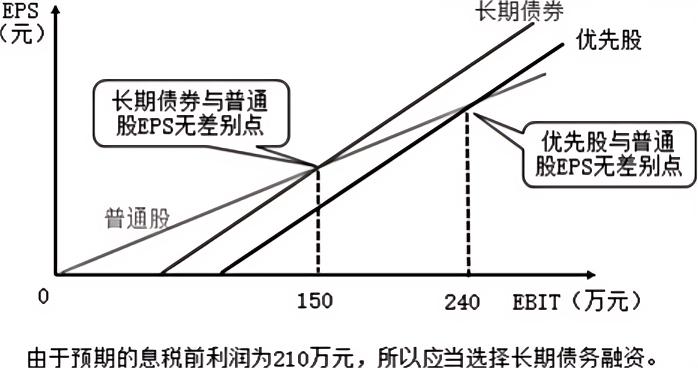 EPS
（元）
长期债券
优先股
长期债券与普通
股EPS无差别点
优先股与普通
股EPS无差别点
普通股
0
150
240
EBIT（万元）
由于预期的息税前利润为210万元，所以应当选择长期债务融资。